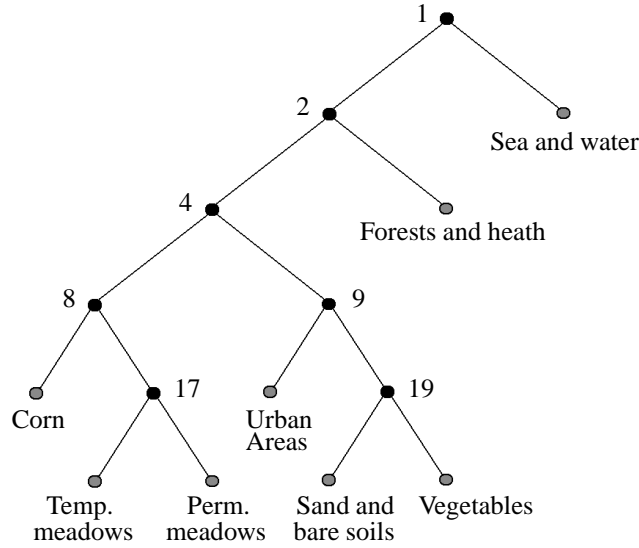 1
2
Sea and water
4
Forests and heath
8
9
17
19
Corn
Urban
Areas
Temp.
meadows
Perm.
meadows
Sand and
bare soils
Vegetables